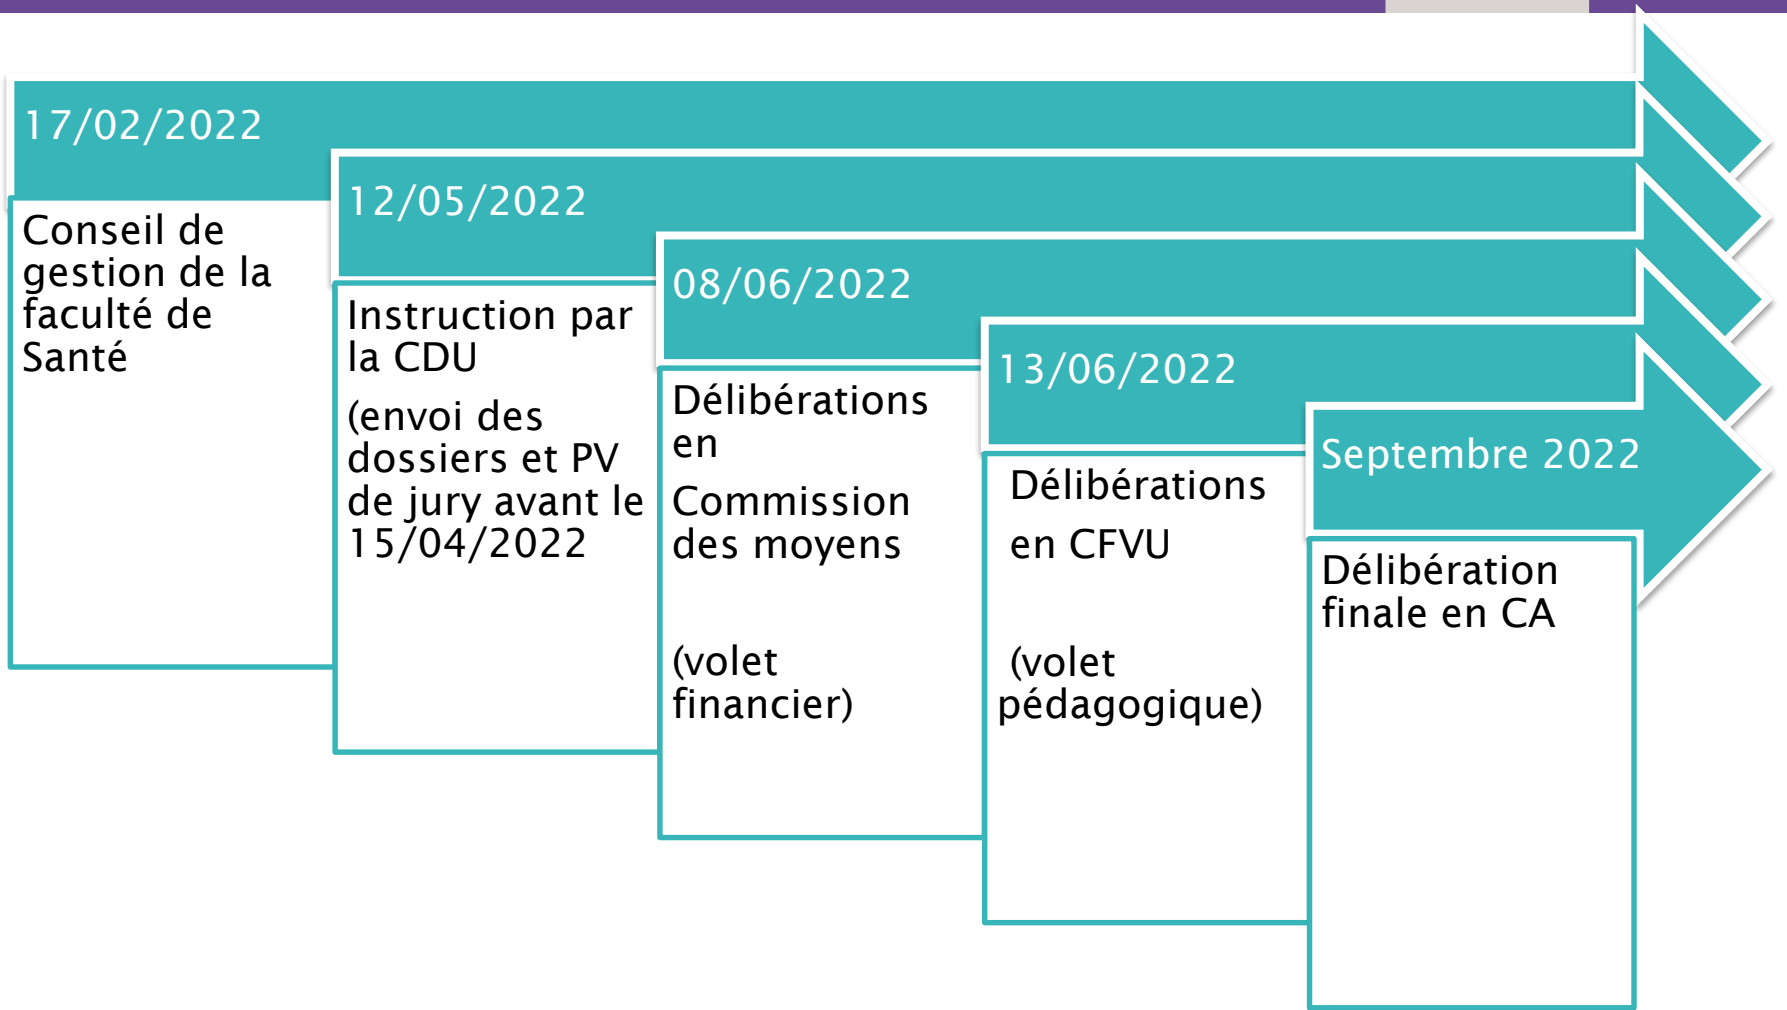 17/02/2022
Conseil de
gestion de la
faculté de
Santé
12/05/2022
Instruction par
la CDU
(envoi des
dossiers et PV
de jury avant le
15/04/2022
08/06/2022
Délibérations
en
Commission
des moyens
(volet
financier)
13/06/2022
Délibérations
en CFVU
(volet
pédagogique)
Septembre 2022
Délibération
finale en CA